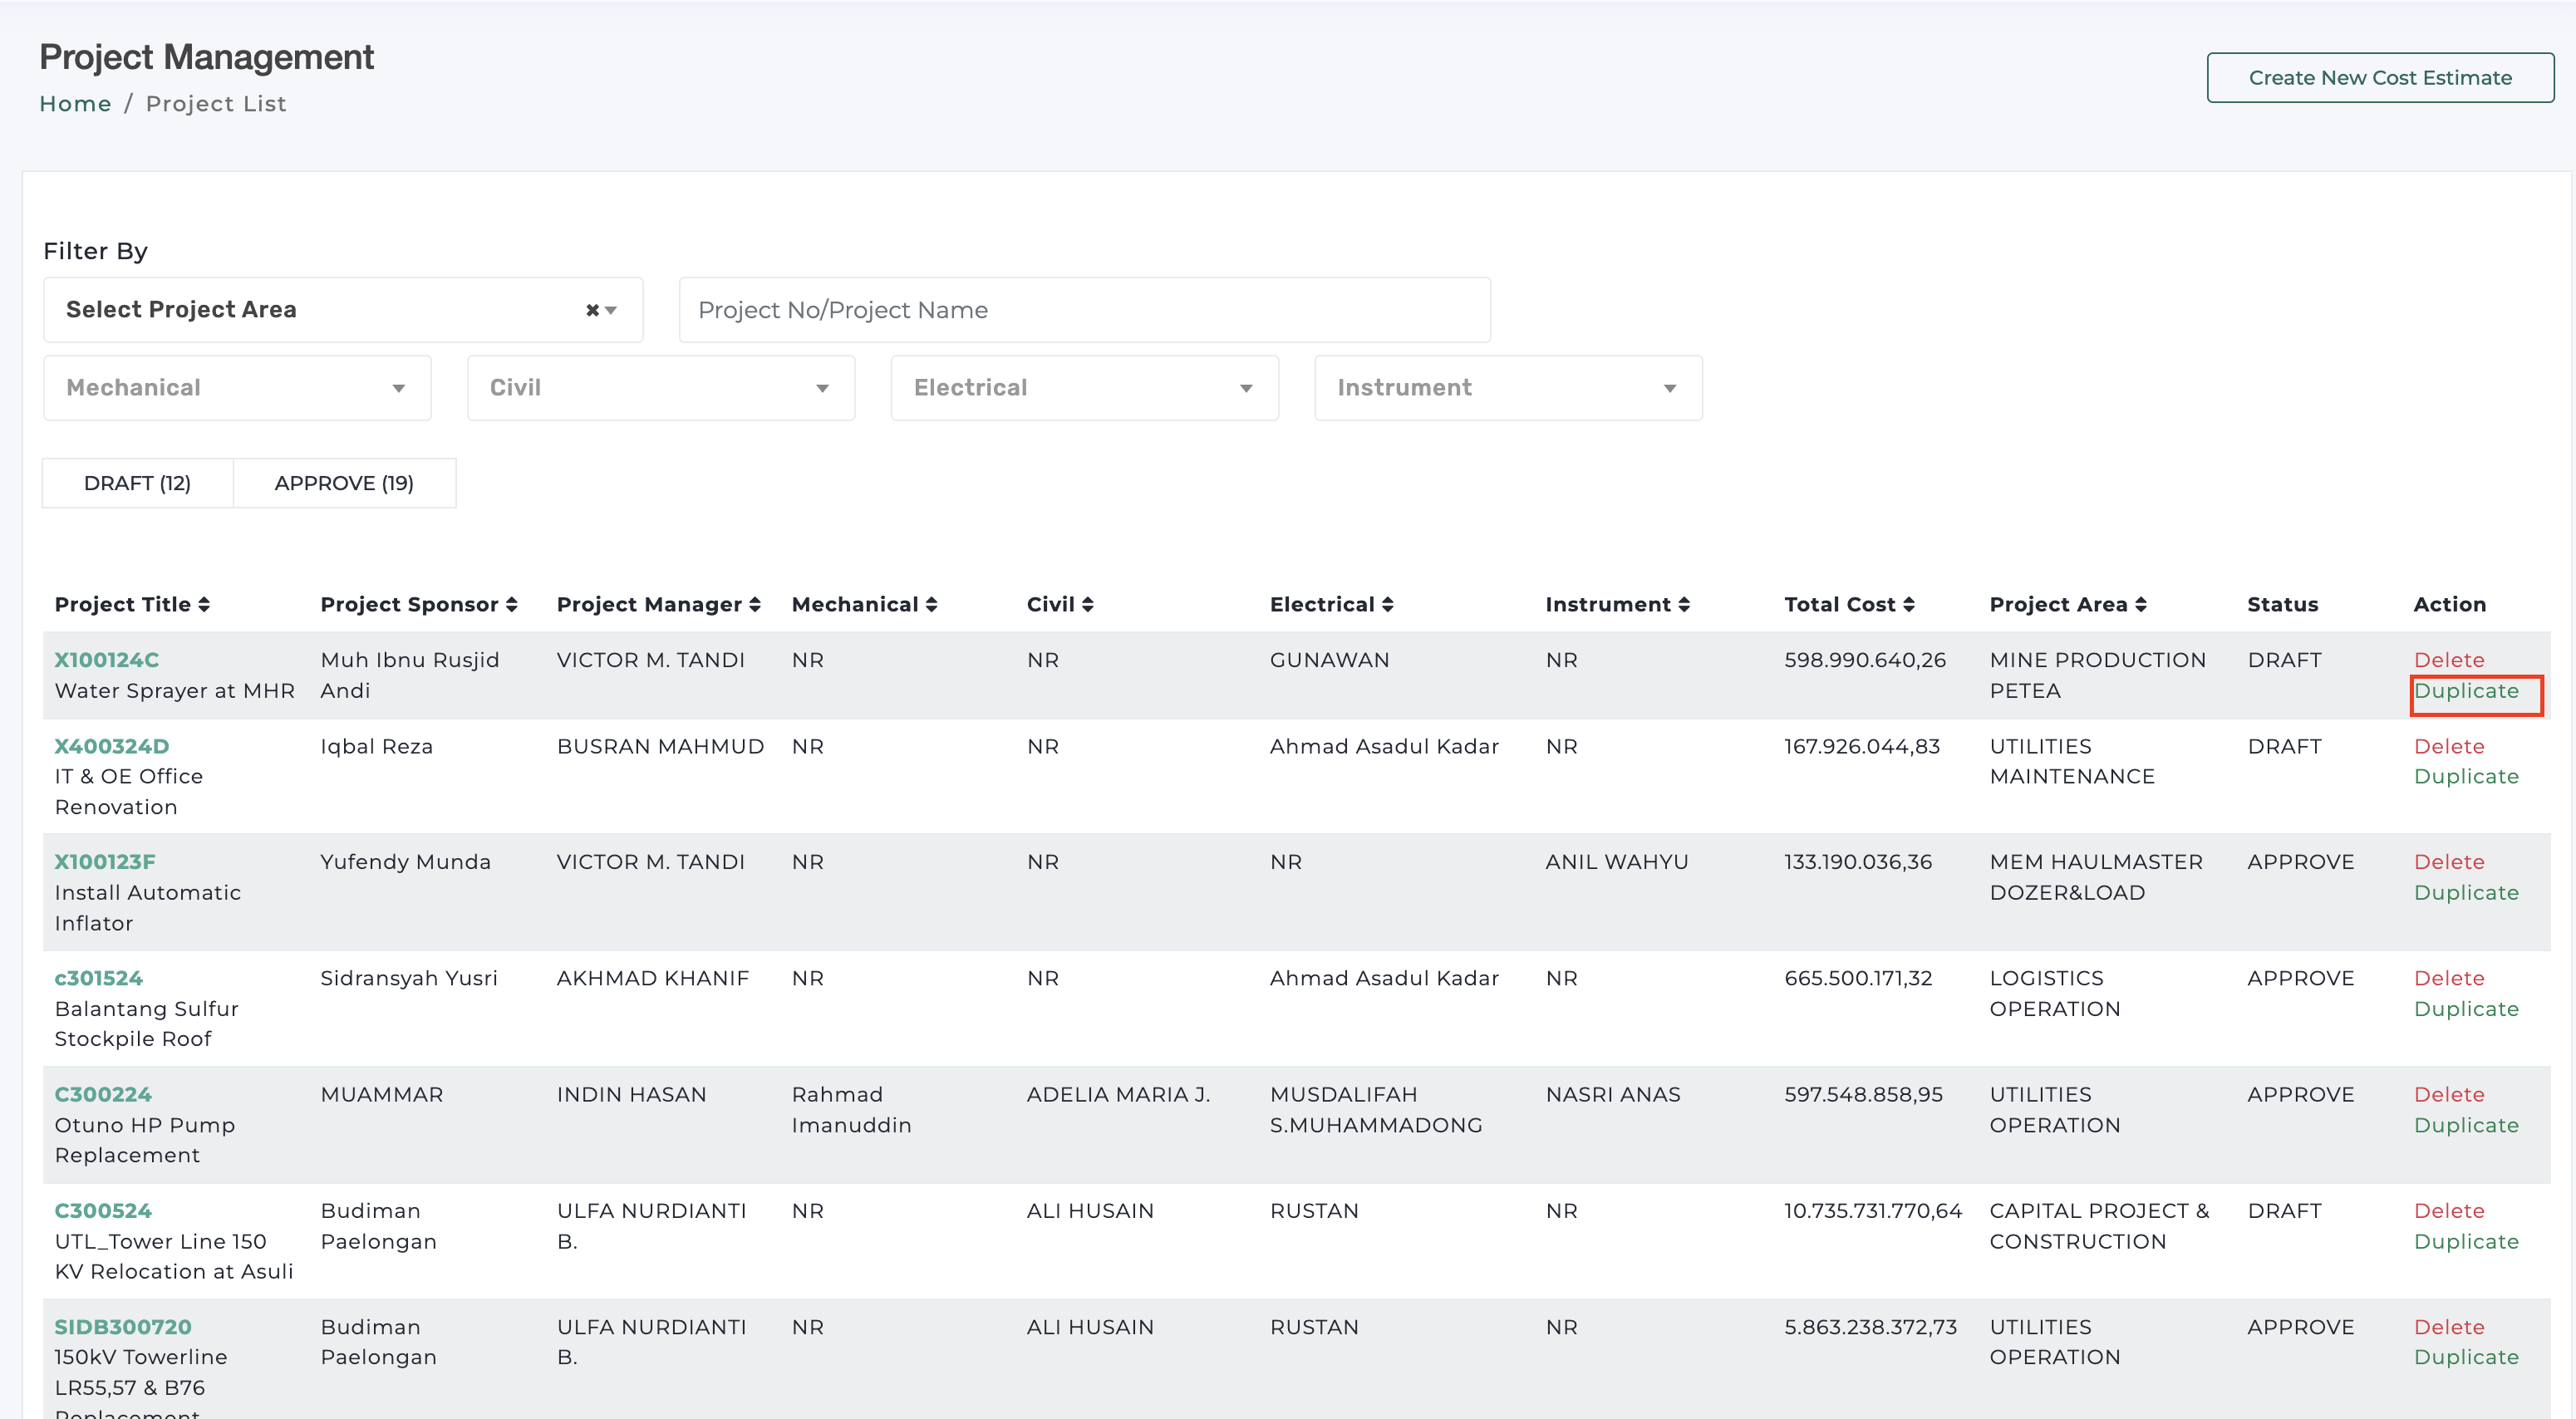 Project Management
Home / Project List
Create New Cost Estimate
Filter By
Select Project Area
Project No/Project Name
Mechanical Civil Electrical Instrument
DRAFT (12) APPROVE (19)
Project Title Project Sponsor Project Manager Mechanical Civil Electrical Instrument Total Cost Project Area Status Action
X100124C Muh Ibnu Rusjid VICTOR M. TANDI NR NR GUNAWAN NR 598.990.640,26 MINE PRODUCTION DRAFT Delete
Water Sprayer at MHR Andi PETEA Duplicate
X400324D Iqbal Reza BUSRAN MAHMUD NR NR Ahmad Asadul Kadar NR 167.926.044,83 UTILITIES DRAFT Delete
IT & OE Office MAINTENANCE Duplicate
Renovation
X100123F Yufendy Munda VICTOR M. TANDI NR NR NR ANIL WAHYU 133.190.036,36 MEM HAULMASTER APPROVE Delete
Install Automatic DOZER&LOAD Duplicate
Inflator
c301524 Sidransyah Yusri AKHMAD KHANIF NR NR Ahmad Asadul Kadar NR 665.500.171,32 LOGISTICS APPROVE Delete
Balantang Sulfur OPERATION Duplicate
Stockpile Roof
C300224 MUAMMAR INDIN HASAN Rahmad ADELIA MARIA J. MUSDALIFAH NASRI ANAS 597.548.858,95 UTILITIES APPROVE Delete
Otuno HP Pump Imanuddin S.MUHAMMADONG OPERATION Duplicate
Replacement
C300524 Budiman ULFA NURDIANTI NR ALI HUSAIN RUSTAN NR 10.735.731.770,64 CAPITAL PROJECT & DRAFT Delete
UTL_Tower Line 150 Paelongan B. CONSTRUCTION Duplicate
KV Relocation at Asuli
SIDB300720 Budiman ULFA NURDIANTI NR ALI HUSAIN RUSTAN NR 5.863.238.372,73 UTILITIES APPROVE Delete
150kV Towerline Paelongan B. OPERATION Duplicate
LR55,57 & B76
Replacement